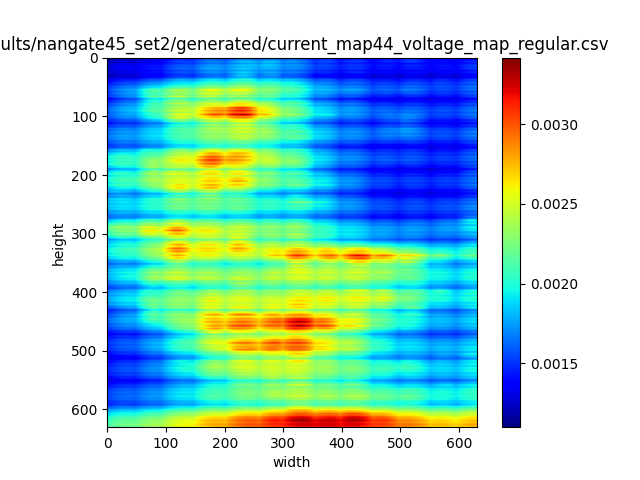 ults/nangate45_set2/generated/current_map44_voltage_map_regular.csv
0
100
200
300
400
500
600
height
0 100 200 300 400 500 600
width
0.0030
0.0025
0.0020
0.0015